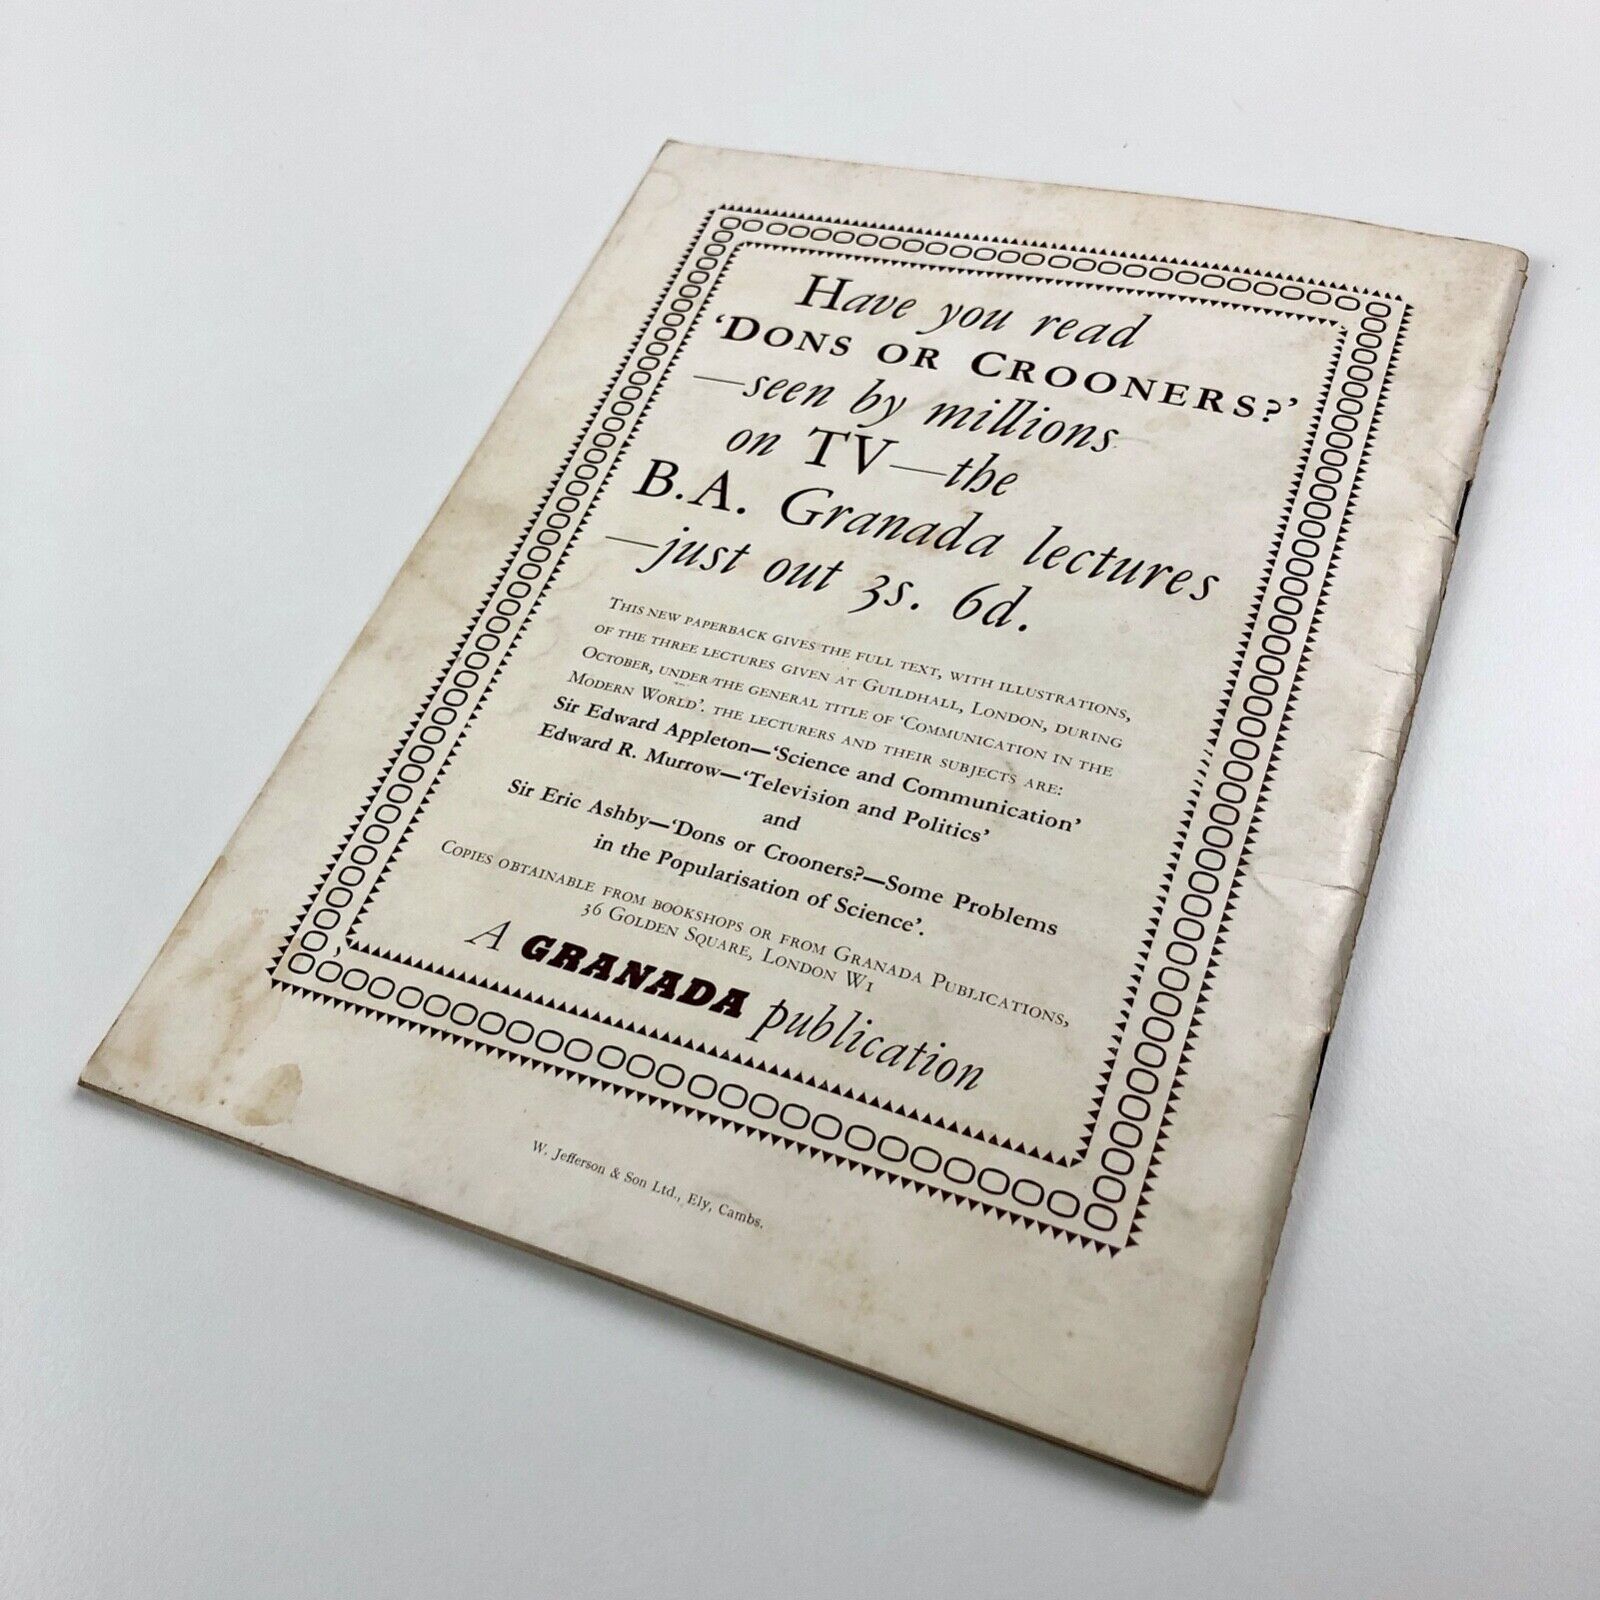 Have you read
'DONS OR CROONERS?'
—seen by millions
on TV—the
B.A. Granada lectures
—just out 3s. 6d.
THIS NEW PAPERBACK GIVES THE FULL TEXT, WITH ILLUSTRATIONS,
OF THE THREE LECTURES GIVEN AT GUILDHALL, LONDON, DURING
OCTOBER, UNDER THE GENERAL TITLE OF 'COMMUNICATION IN THE
MODERN WORLD'. THE LECTURERS AND THEIR SUBJECTS ARE:
Sir Edward Appleton—'Science and Communication'
Edward R. Murrow—'Television and Politics'
and
Sir Eric Ashby—'Dons or Crooners?—Some Problems
in the Popularisation of Science'.
COPIES OBTAINABLE FROM BOOKSHOPS OR FROM GRANADA PUBLICATIONS,
36 GOLDEN SQUARE, LONDON W1
A GRANADA publication
W. Jefferson & Son Ltd., Ely, Cambs.